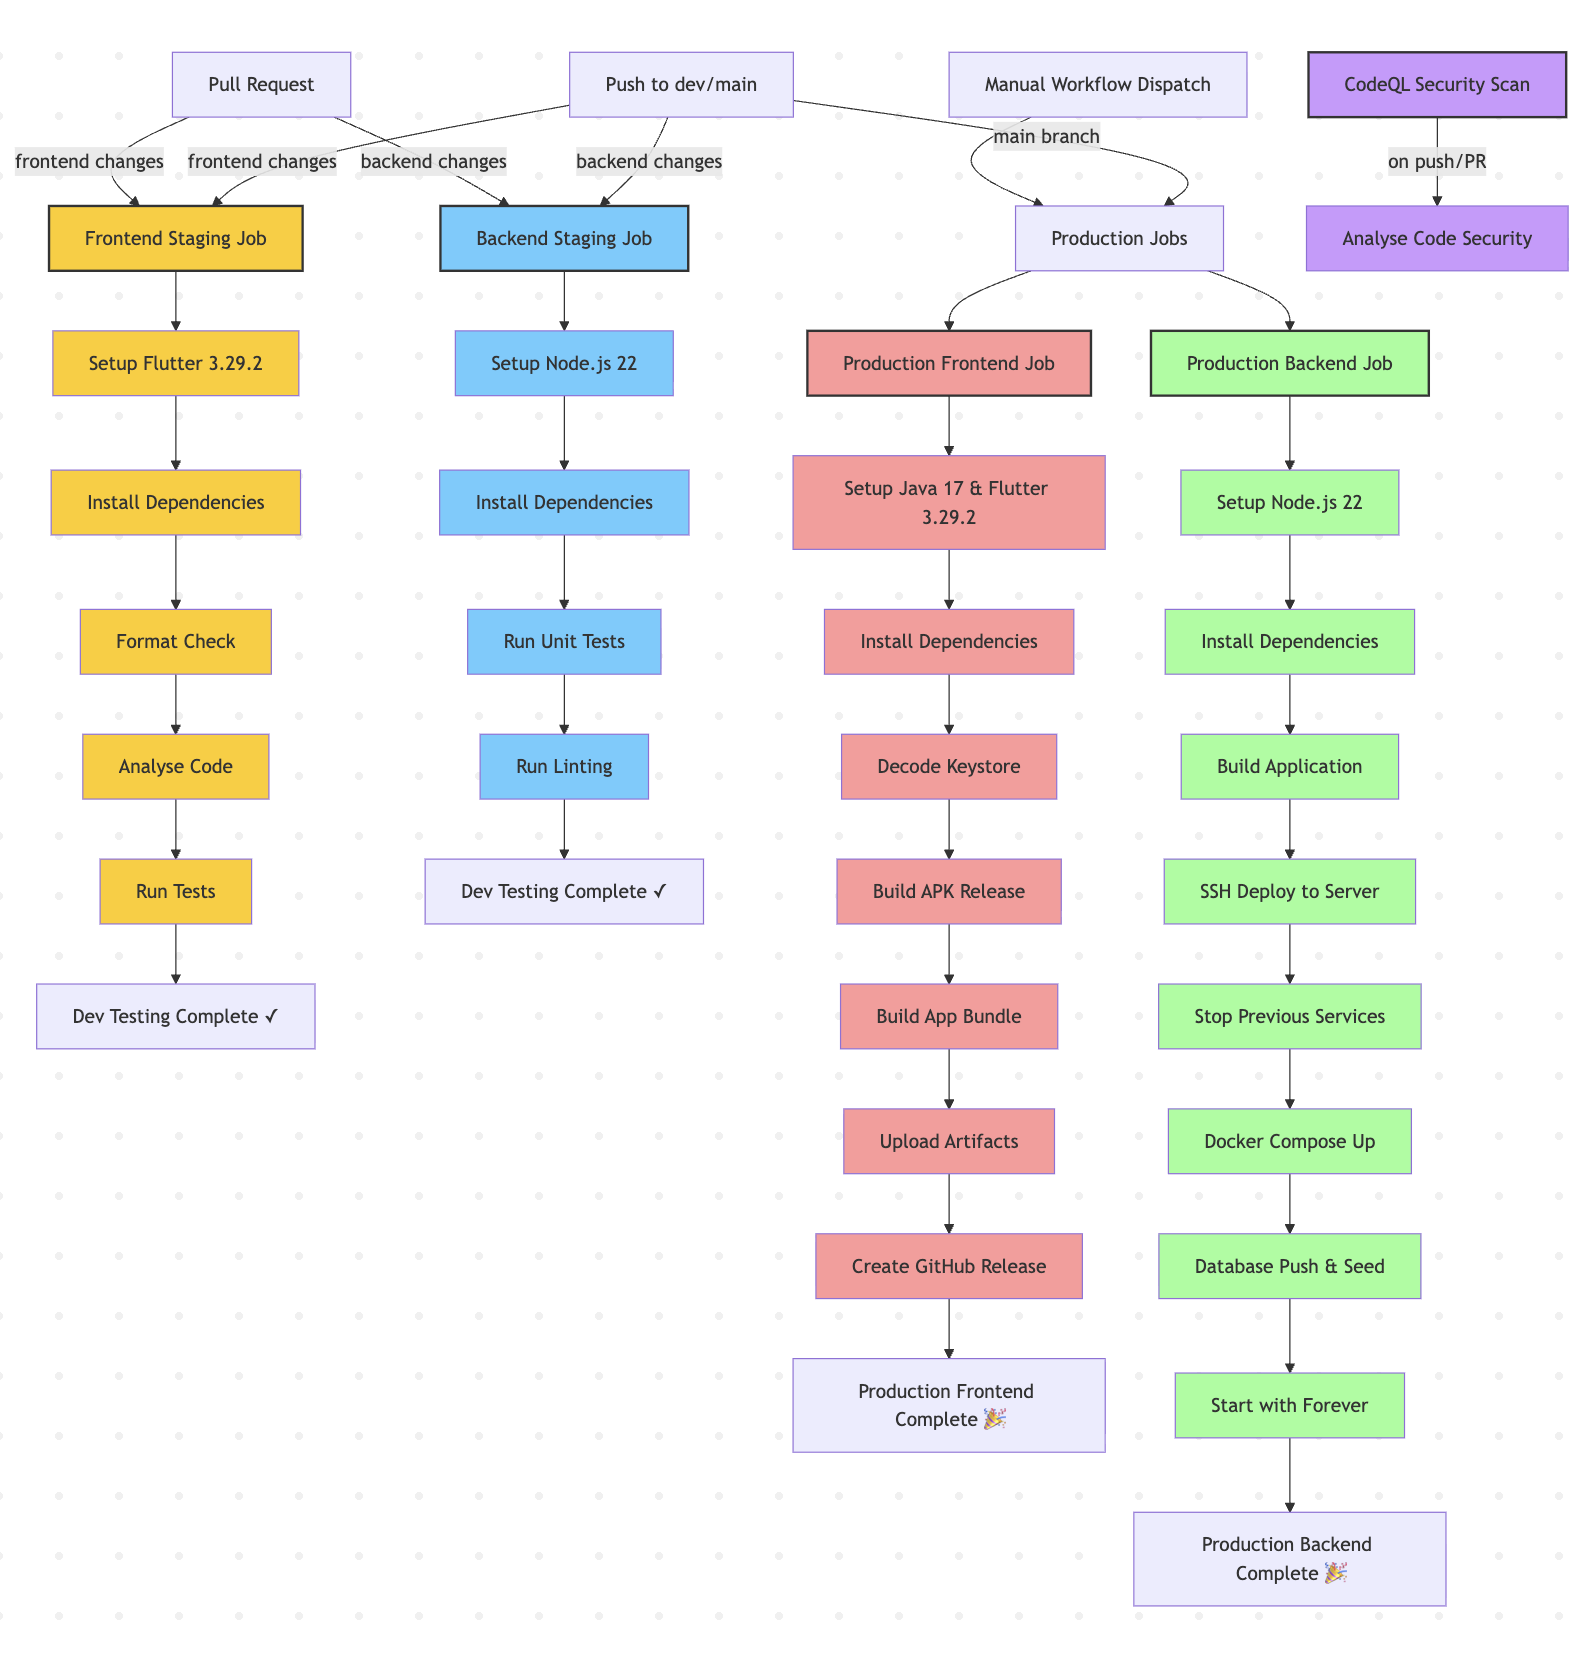 Pull Request
Push to dev/main
Manual Workflow Dispatch
CodeQL Security Scan
main branch
frontend changes
frontend changes
backend changes
backend changes
on push/PR
Frontend Staging Job
Backend Staging Job
Production Jobs
Analyse Code Security
Setup Flutter 3.29.2
Setup Node.js 22
Production Frontend Job
Production Backend Job
Install Dependencies
Install Dependencies
Setup Java 17 & Flutter
3.29.2
Setup Node.js 22
Format Check
Run Unit Tests
Install Dependencies
Install Dependencies
Analyse Code
Run Linting
Decode Keystore
Build Application
Run Tests
Dev Testing Complete ✓
Build APK Release
SSH Deploy to Server
Dev Testing Complete ✓
Build App Bundle
Stop Previous Services
Upload Artifacts
Docker Compose Up
Create GitHub Release
Database Push & Seed
Production Frontend
Complete 🎉
Start with Forever
Production Backend
Complete 🎉